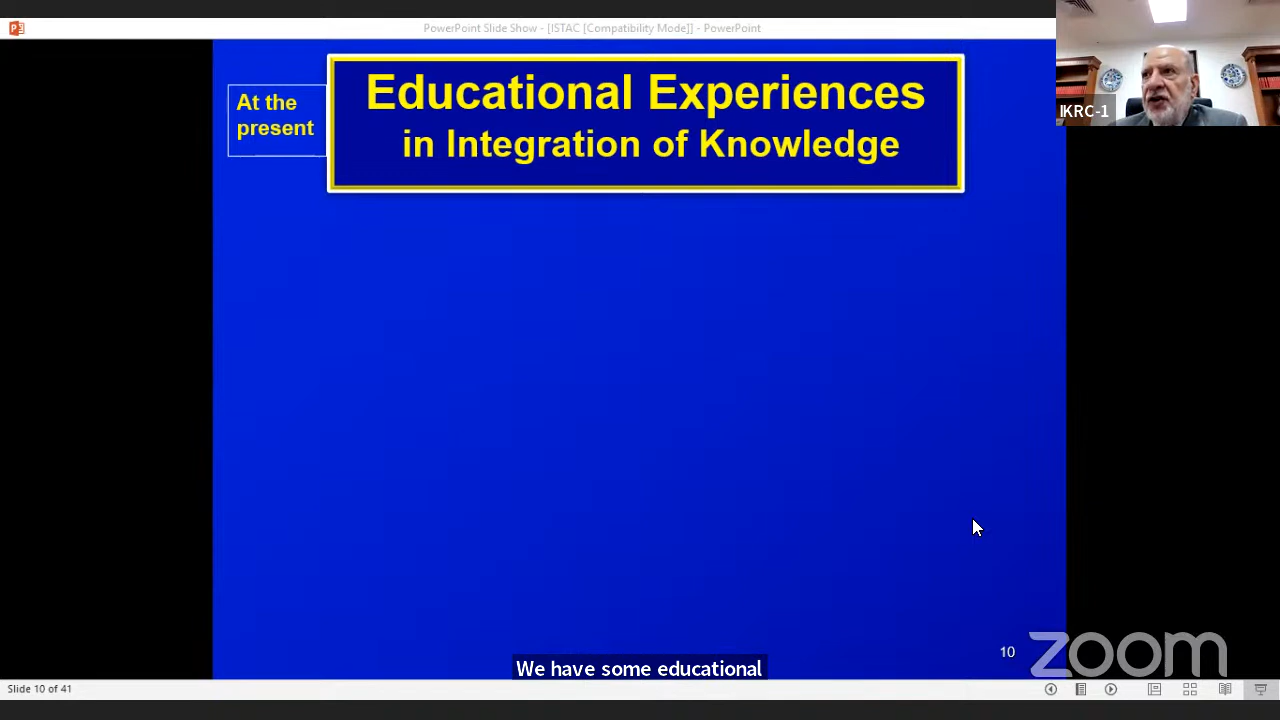 PowerPoint Slide Show - [ISTAC [Compatibility Mode]] - PowerPoint
IKRC-1
At the
present
Educational Experiences
in Integration of Knowledge
10
zoom
We have some educational
Slide 10 of 41